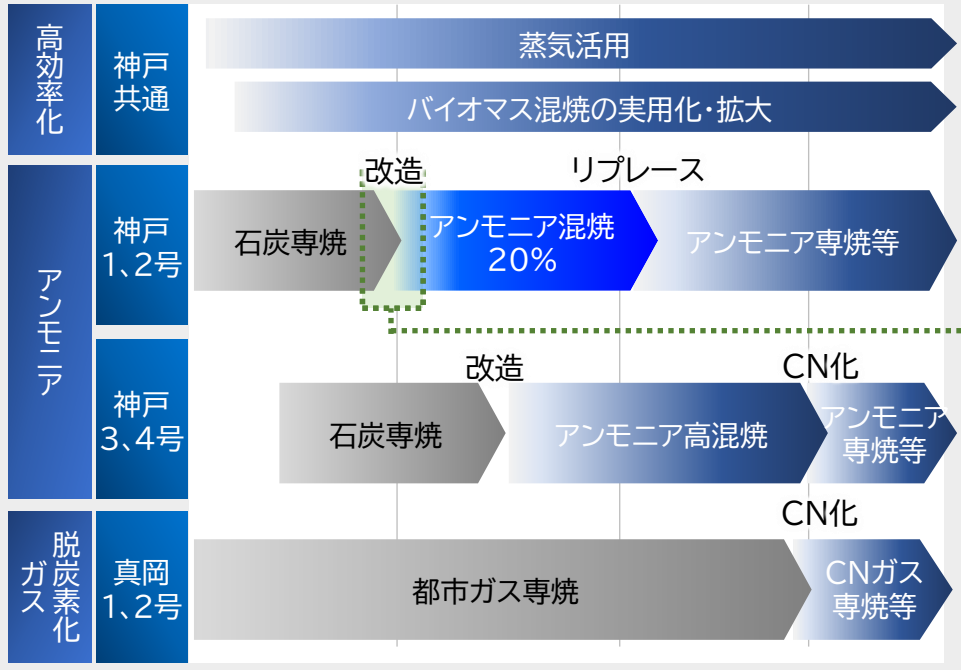 高効率化
神戸
共通
蒸気活用
バイオマス混焼の実用化・拡大
アンモニア
神戸
1、2号
石炭専焼
改造
アンモニア混焼
20%
リプレース
アンモニア専焼等
神戸
3、4号
石炭専焼
改造
アンモニア高混焼
CN化
アンモニア
専焼等
脱炭素化
ガス
真岡
1、2号
都市ガス専焼
CN化
CNガス
専焼等